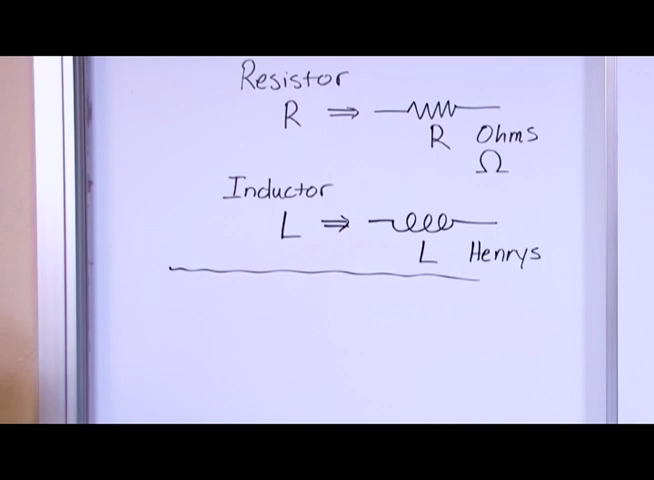 Resistor
R ⇒ R Ohms
Ω
Inductor
L ⇒ L Henrys